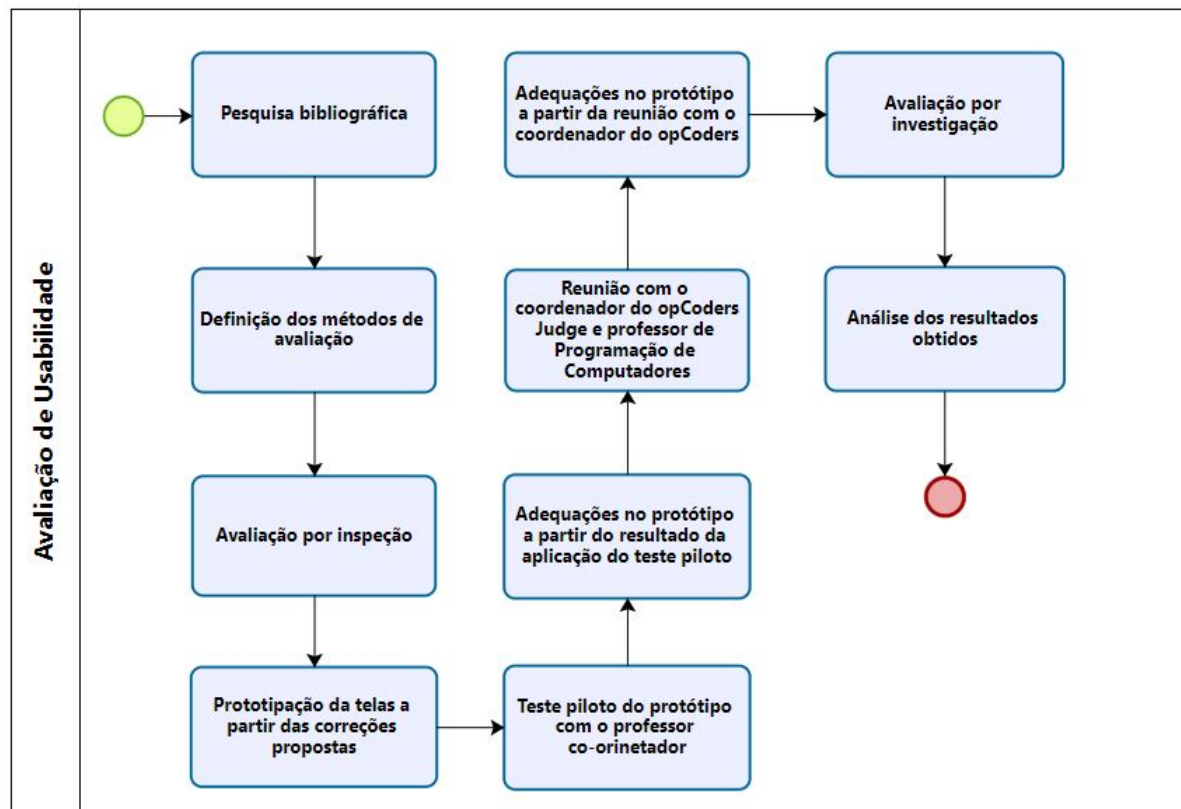 Avaliação de Usabilidade
Pesquisa bibliográfica
Definição dos métodos de
avaliação
Avaliação por inspeção
Prototipação da telas a
partir das correções
propostas
Teste piloto do protótipo
com o professor
co-orinetador
Adequações no protótipo
a partir do resultado da
aplicação do teste piloto
Reunião com o
coordenador do opCoders
Judge e professor de
Programação de
Computadores
Adequações no protótipo
a partir da reunião com o
coordenador do opCoders
Avaliação por
investigação
Análise dos resultados
obtidos